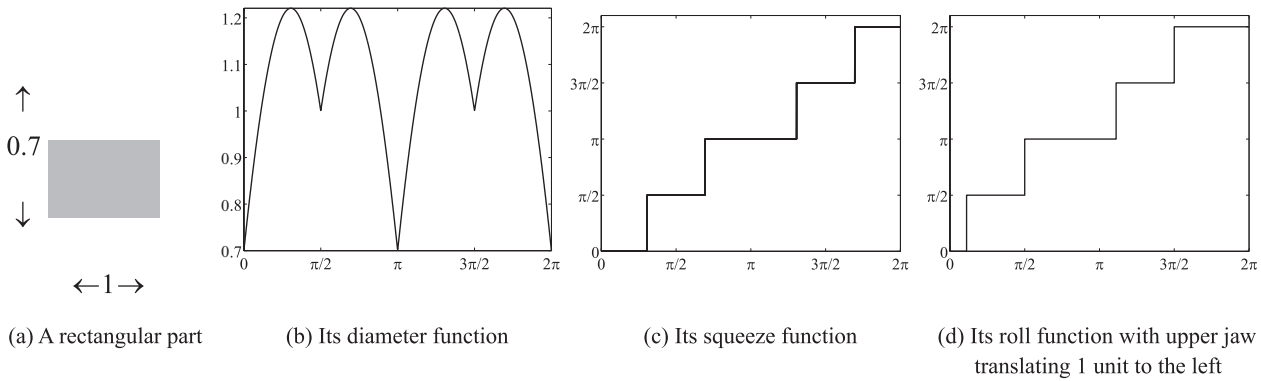 ↑
0.7
↓
←1→
(a) A rectangular part
1.2
1.1
1
0.9
0.8
0.7
0 π/2 π 3π/2 2π
(b) Its diameter function
2π
3π/2
π
π/2
0
0 π/2 π 3π/2 2π
(c) Its squeeze function
2π
3π/2
π
π/2
0
0 π/2 π 3π/2 2π
(d) Its roll function with upper jaw
translating 1 unit to the left